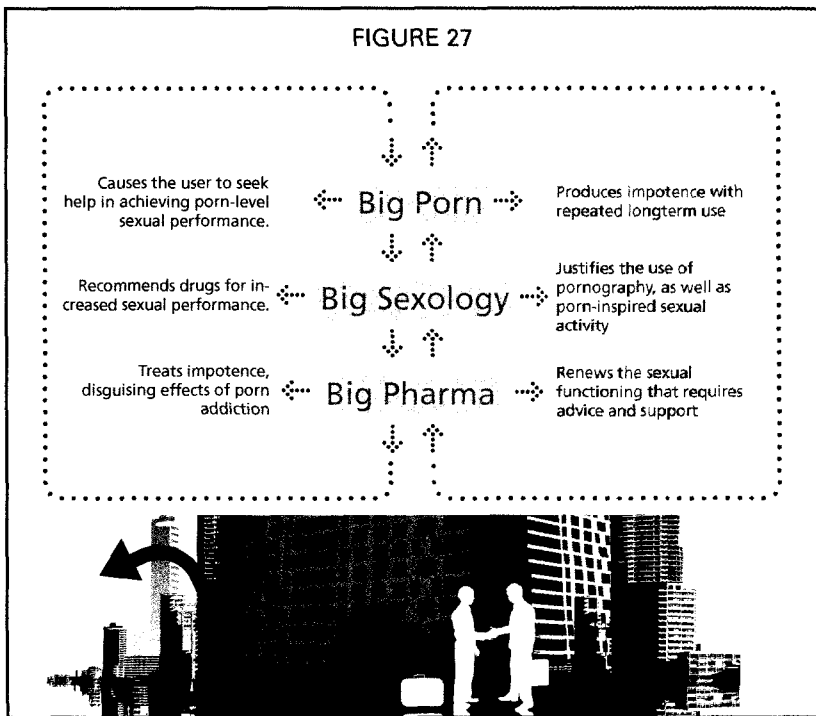 FIGURE 27
Causes the user to seek
help in achieving porn-level
sexual performance.
Big Porn
Produces impotence with
repeated longterm use
Recommends drugs for in-
creased sexual performance.
Big Sexology
Justifies the use of
pornography, as well as
porn-inspired sexual
activity
Treats impotence,
disguising effects of porn
addiction
Big Pharma
Renews the sexual
functioning that requires
advice and support